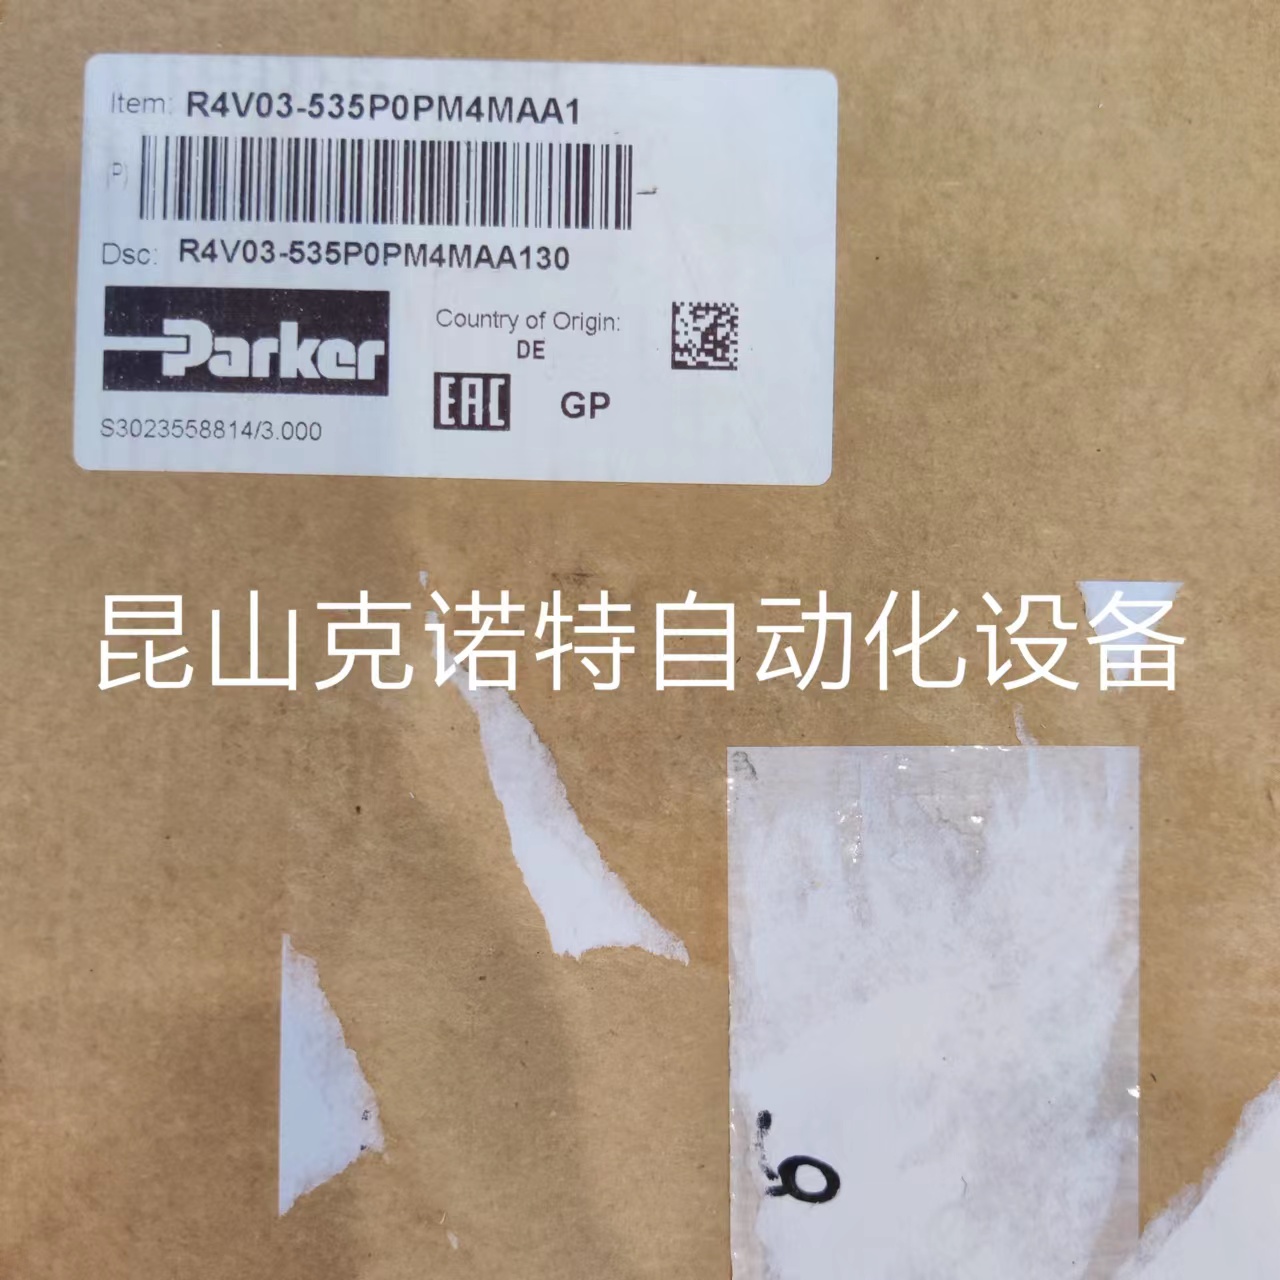 Item: R4V03-535P0PM4MAA1
(P)
Dsc: R4V03-535P0PM4MAA130
Parker
Country of Origin:
DE
EAC GP
S3023558814/3.000
昆山克诺特自动化设备